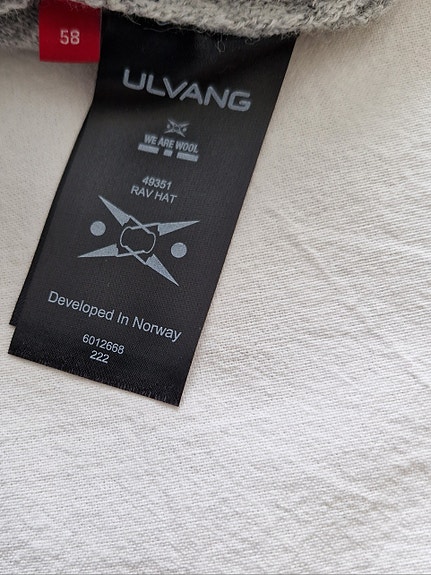 58
ULVANG
WE ARE WOOL
49351
RAV HAT
Developed In Norway
6012668
222